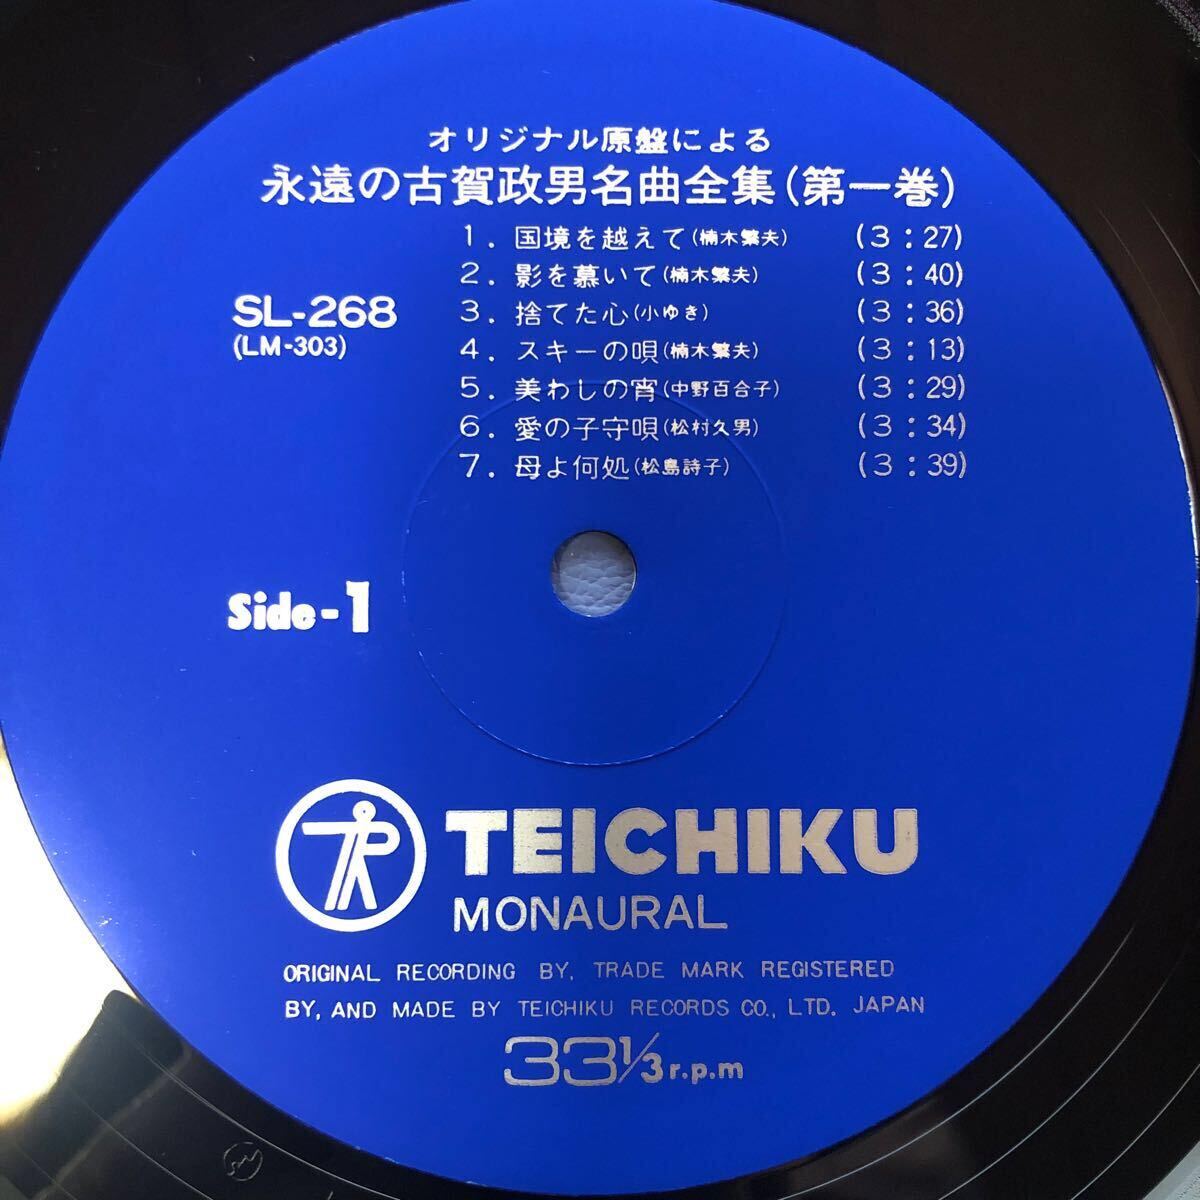 オリジナル原盤による
永遠の古賀政男名曲全集(第一巻)
1. 国境を越えて(楠木繁夫) (3:27)
2. 影を慕いて(楠木繁夫) (3:40)
3. 捨てた心(小ゆき) (3:36)
4. スキーの唄(楠木繁夫) (3:13)
5. 美わしの宵(中野百合子) (3:29)
6. 愛の子守唄(松村久男) (3:34)
7. 母よ何処(松島詩子) (3:39)
SL-268
(LM-303)
Side-1
TEICHIKU
MONAURAL
ORIGINAL RECORDING BY, TRADE MARK REGISTERED
BY, AND MADE BY TEICHIKU RECORDS CO., LTD. JAPAN
33 1/3 r.p.m